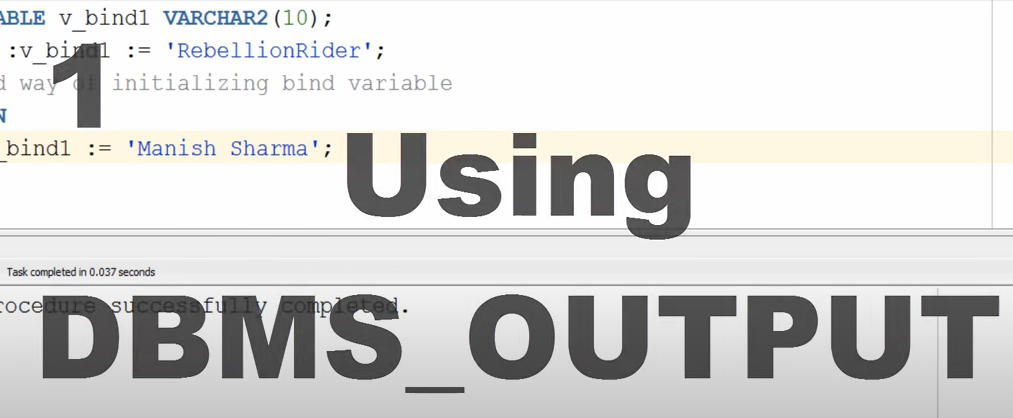 ABLE v_bind1 VARCHAR2(10);
:v_bind1 := 'RebellionRider';
d way of initializing bind variable
N
_bind1 := 'Manish Sharma';
1
Using
Task completed in 0.037 seconds
rocedure successfully completed.
DBMS_OUTPUT